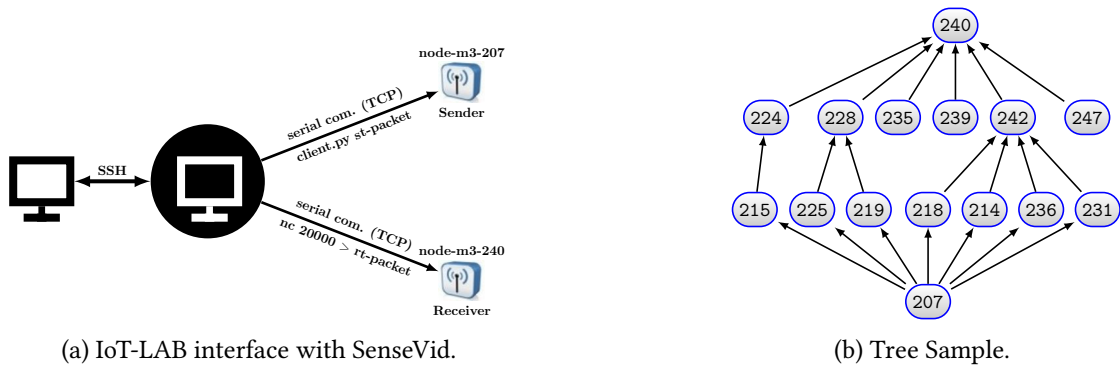 node-m3-207
Sender
serial com. (TCP)
client.py st-packet
SSH
serial com. (TCP)
nc 20000 > rt-packet
node-m3-240
Receiver
(a) IoT-LAB interface with SenseVid.
240
224 228 235 239 242 247
215 225 219 218 214 236 231
207
(b) Tree Sample.